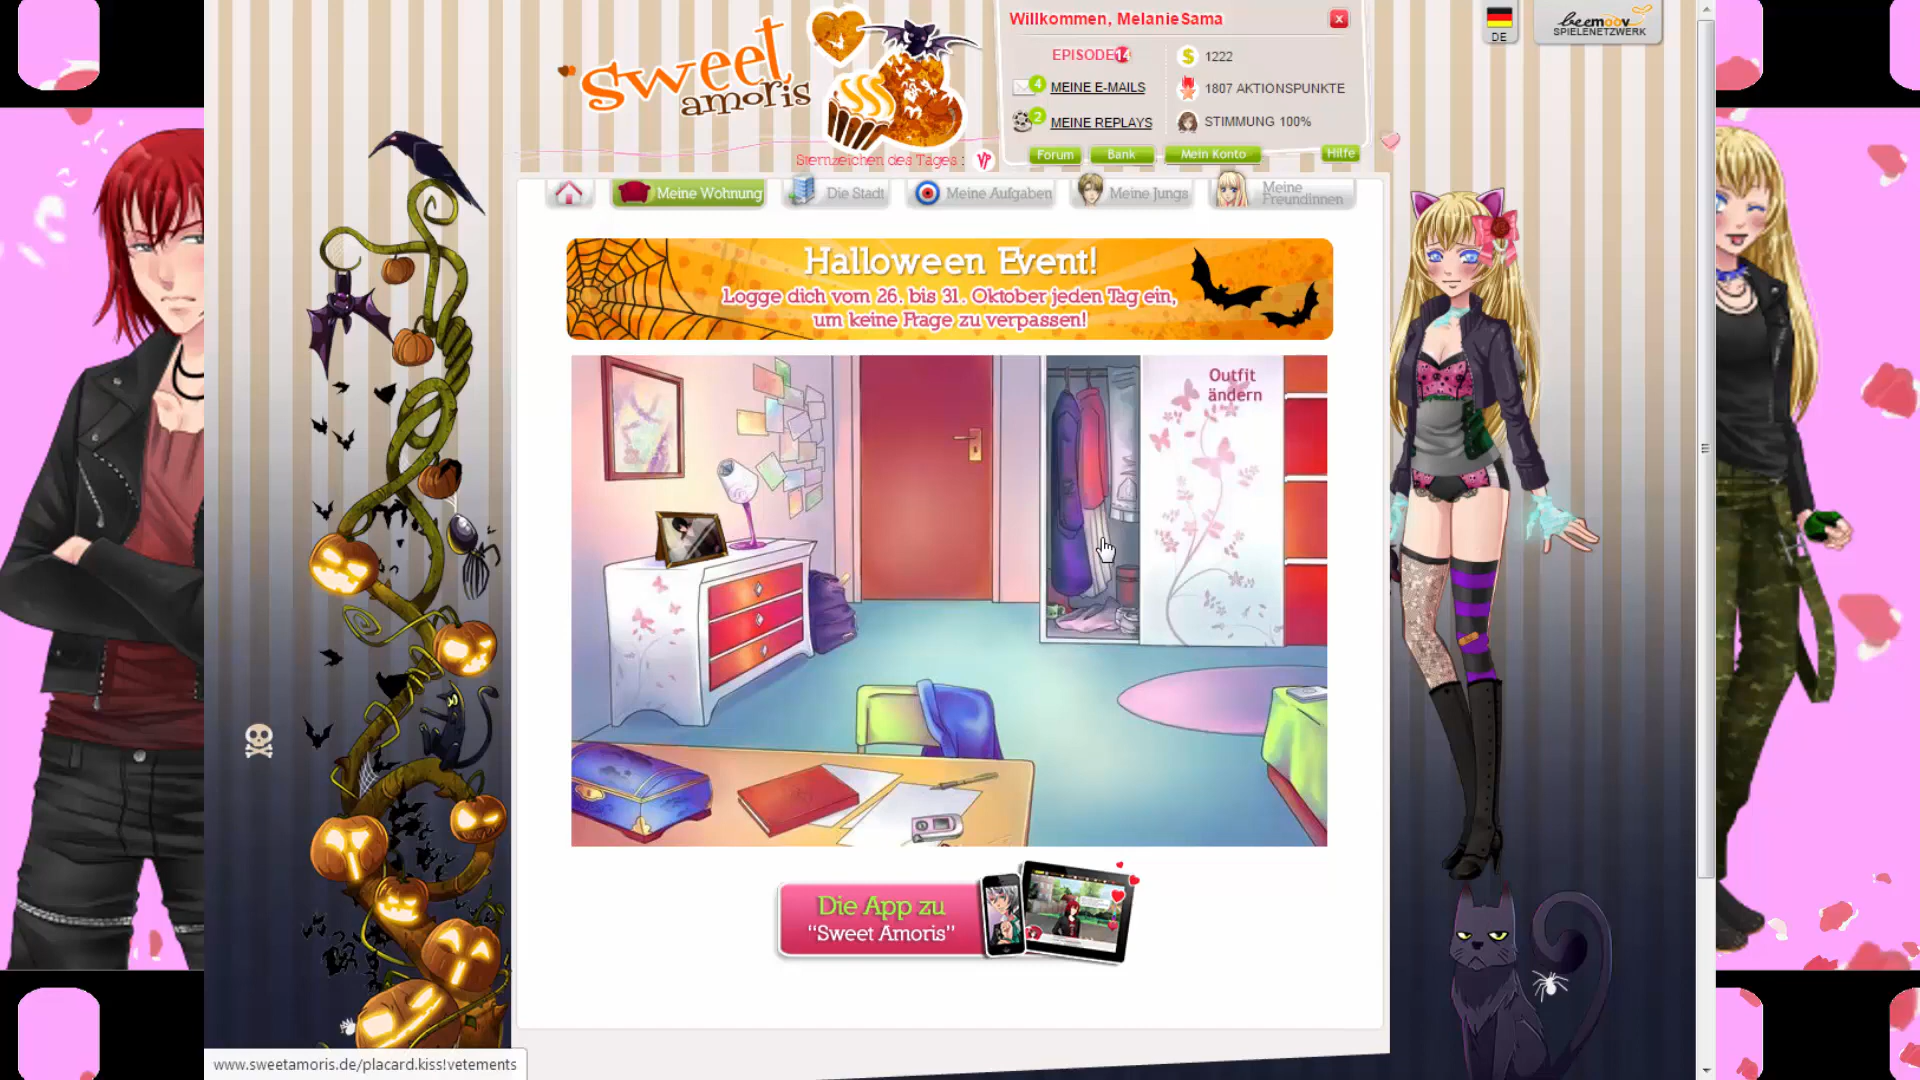 sweet
amoris
Sternzeichen des Tages :
Willkommen, MelanieSama
x
EPISODE 14
$ 1222
4 MEINE E-MAILS
1807 AKTIONSPUNKTE
2 MEINE REPLAYS
STIMMUNG 100%
Forum
Bank
Mein Konto
Hilfe
DE
beemoov
SPIELENETZWERK
Meine Wohnung
Die Stadt
Meine Aufgaben
Meine Jungs
Meine
Freundinnen
Halloween Event!
Logge dich vom 26. bis 31. Oktober jeden Tag ein,
um keine Frage zu verpassen!
Outfit
ändern
Die App zu
"Sweet Amoris"
www.sweetamoris.de/placard.kiss!vetements